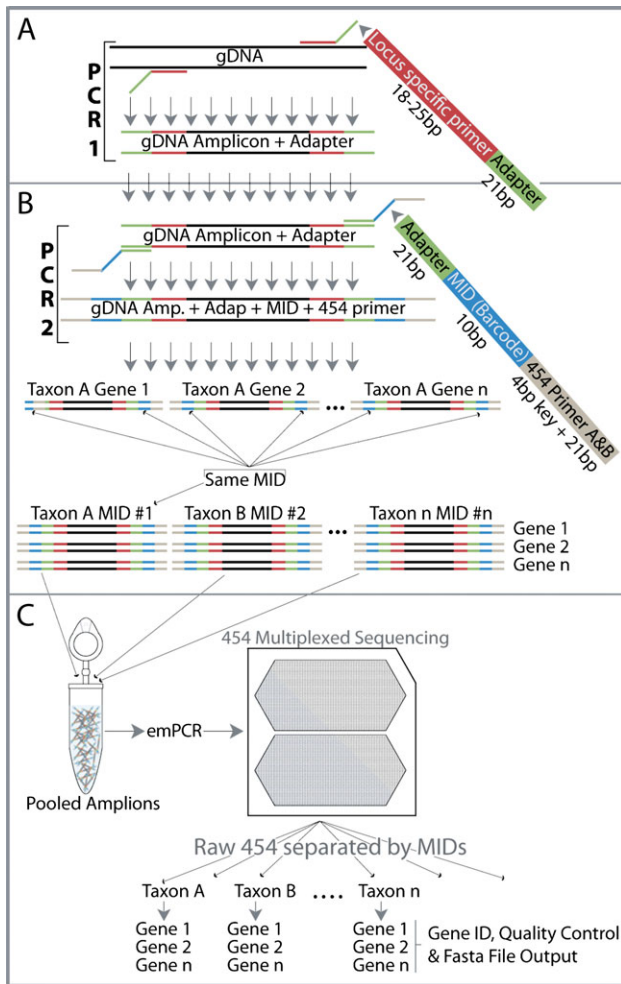 A
PCR 1
gDNA
gDNA Amplicon + Adapter
Locus specific primer
18-25bp
Adapter
21bp
B
PCR 2
gDNA Amplicon + Adapter
gDNA Amp. + Adap + MID + 454 primer
Adapter
21bp
MID (Barcode)
10bp
454 Primer A&B
4bp key + 21bp
Taxon A Gene 1
Taxon A Gene 2
...
Taxon A Gene n
Same MID
Taxon A MID #1
Taxon B MID #2
...
Taxon n MID #n
Gene 1
Gene 2
Gene n
C
454 Multiplexed Sequencing
emPCR
Pooled Amplions
Raw 454 separated by MIDs
Taxon A
Taxon B
....
Taxon n
Gene 1
Gene 2
Gene n
Gene 1
Gene 2
Gene n
Gene 1
Gene 2
Gene n
Gene ID, Quality Control
& Fasta File Output